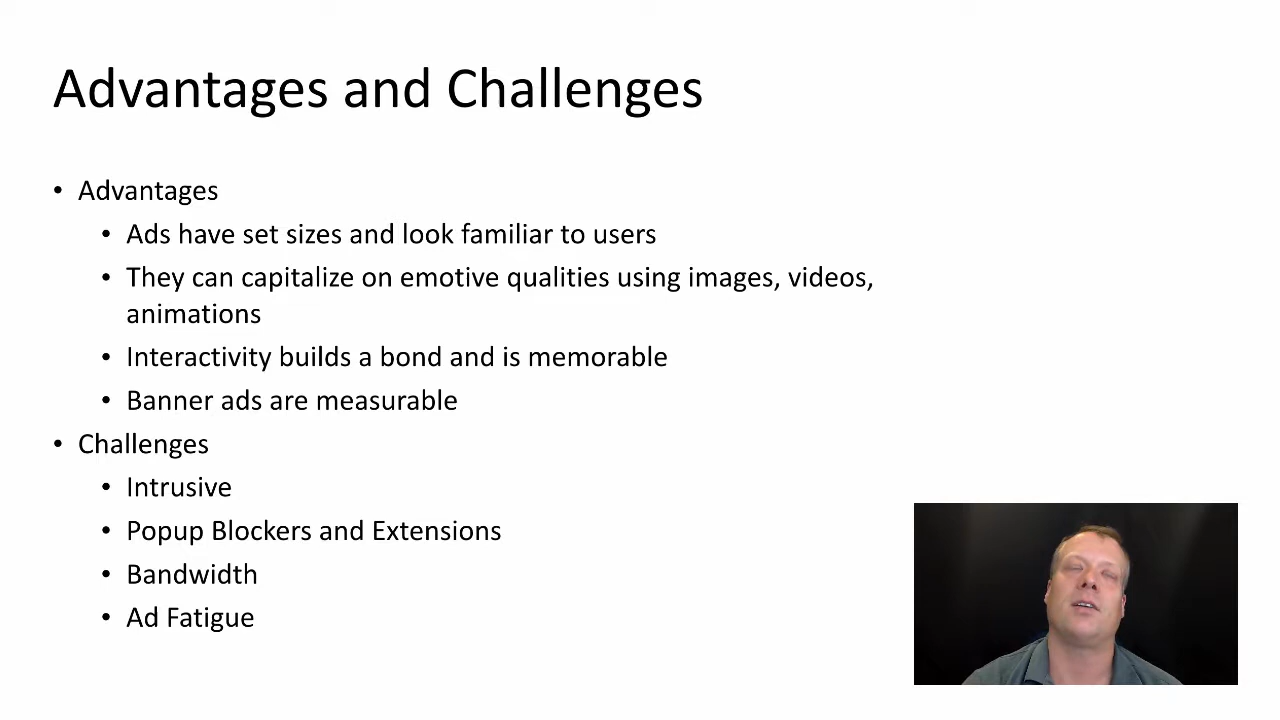 Advantages and Challenges
• Advantages
• Ads have set sizes and look familiar to users
• They can capitalize on emotive qualities using images, videos,
animations
• Interactivity builds a bond and is memorable
• Banner ads are measurable
• Challenges
• Intrusive
• Popup Blockers and Extensions
• Bandwidth
• Ad Fatigue